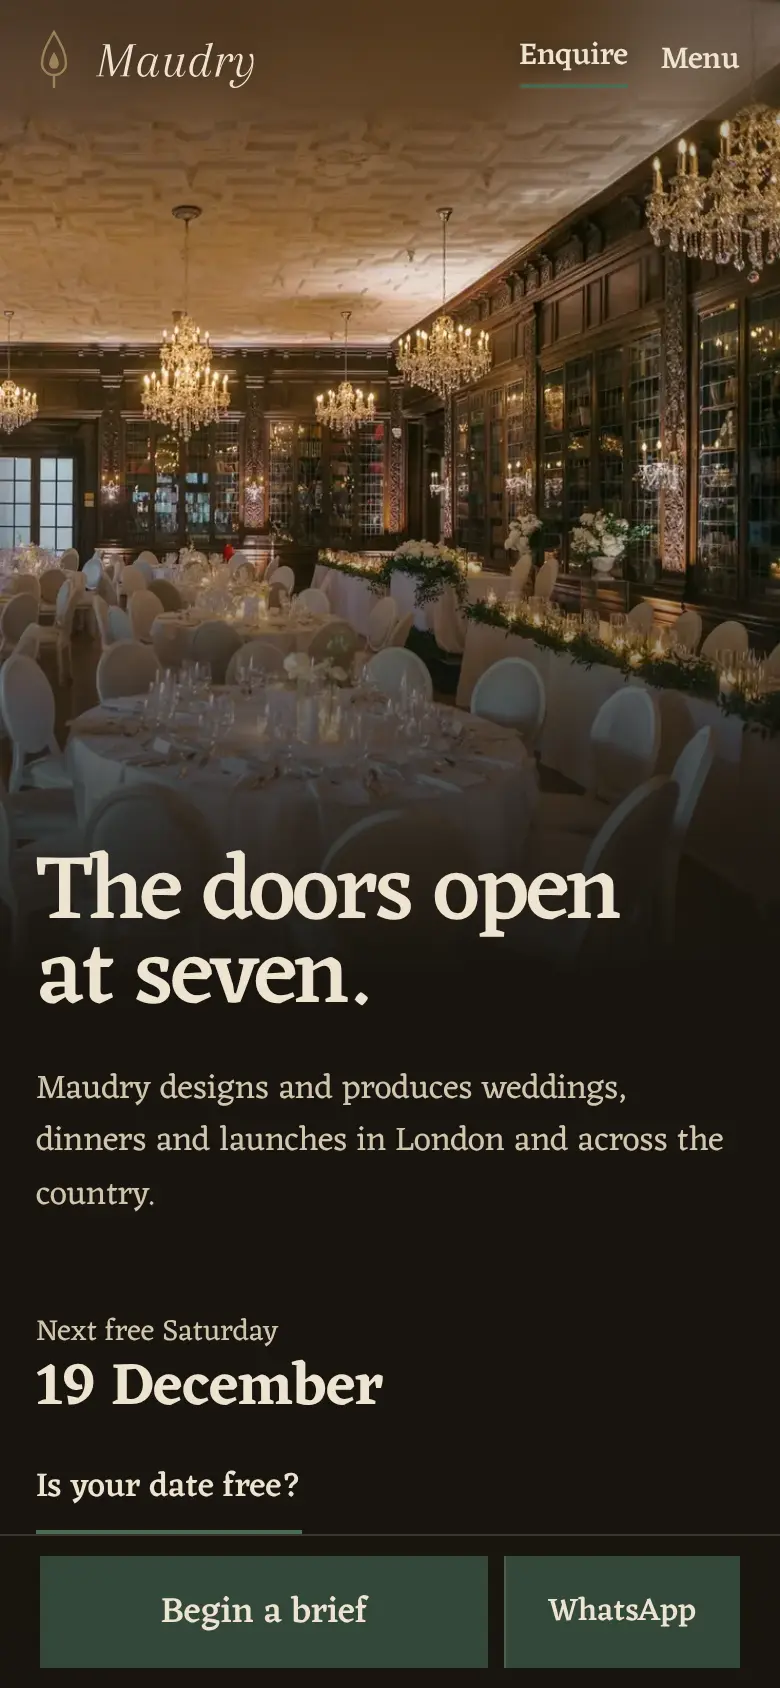 Maudry
Enquire
Menu
The doors open
at seven.
Maudry designs and produces weddings,
dinners and launches in London and across the
country.
Next free Saturday
19 December
Is your date free?
Begin a brief
WhatsApp